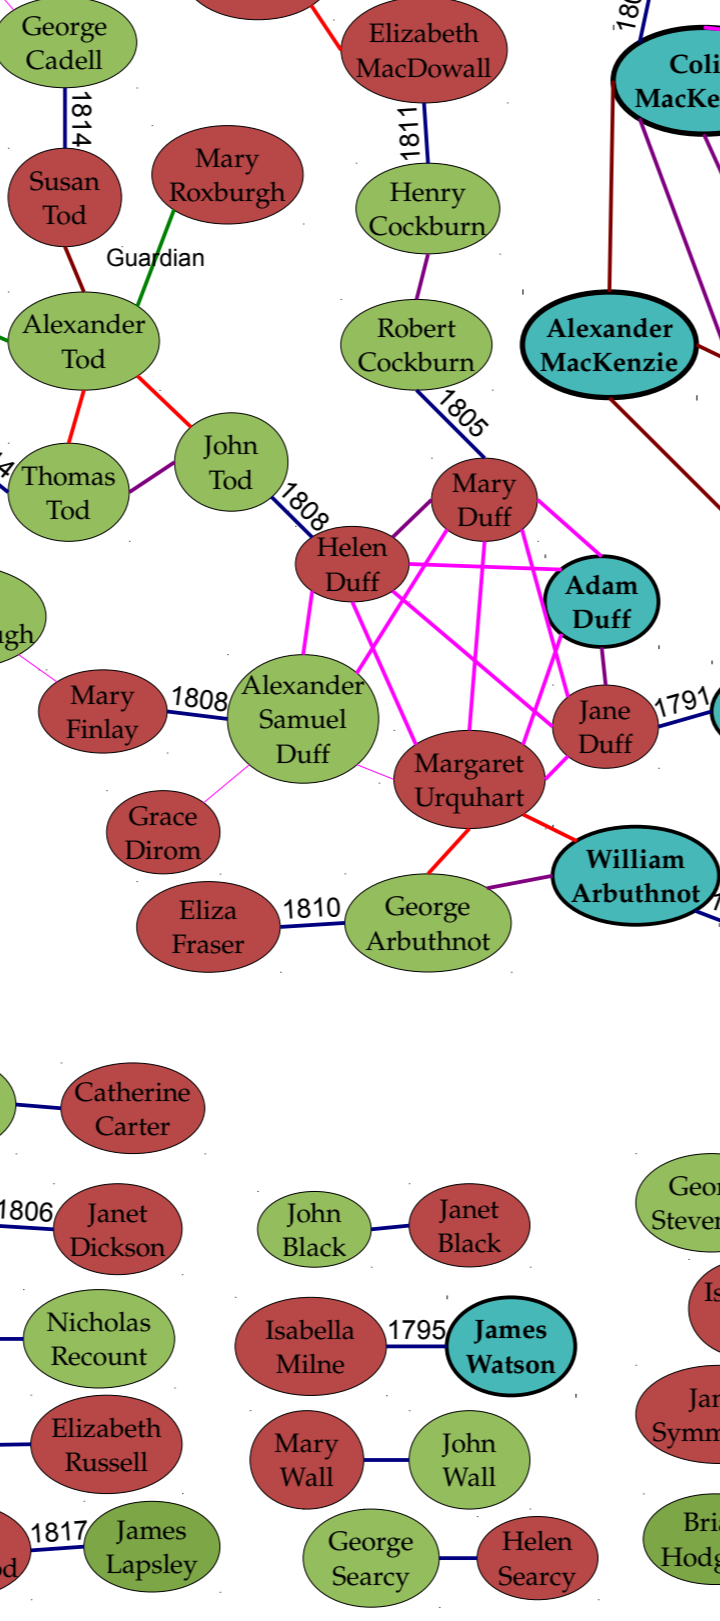 George
Cadell
Elizabeth
MacDowall
1814
1811
Susan
Tod
Mary
Roxburgh
Henry
Cockburn
Guardian
Alexander
Tod
Robert
Cockburn
Alexander
MacKenzie
1805
Thomas
Tod
John
Tod
Mary
Duff
1808
Helen
Duff
Adam
Duff
Mary
Finlay
1808
Alexander
Samuel
Duff
Jane
Duff
1791
Margaret
Urquhart
Grace
Dirom
William
Arbuthnot
Eliza
Fraser
1810
George
Arbuthnot
Catherine
Carter
1806
Janet
Dickson
John
Black
Janet
Black
Nicholas
Recount
Isabella
Milne
1795
James
Watson
Elizabeth
Russell
Mary
Wall
John
Wall
1817
James
Lapsley
George
Searcy
Helen
Searcy